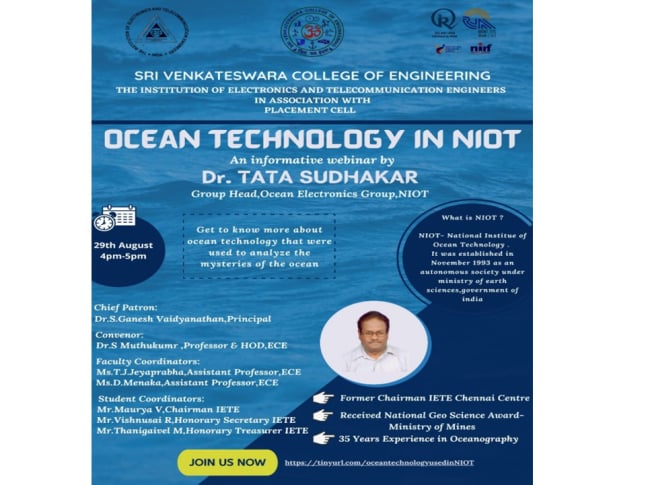 SRI VENKATESWARA COLLEGE OF ENGINEERING
THE INSTITUTION OF ELECTRONICS AND TELECOMMUNICATION ENGINEERS
IN ASSOCIATION WITH
PLACEMENT CELL
OCEAN TECHNOLOGY IN NIOT
An informative webinar by
Dr. TATA SUDHAKAR
Group Head,Ocean Electronics Group,NIOT
29th August
4pm-5pm
Get to know more about
ocean technology that were
used to analyze the
mysteries of the ocean
What is NIOT ?
NIOT- National Institue of
Ocean Technology .
It was established in
November 1993 as an
autonomous society under
ministry of earth
sciences,government of
india
Chief Patron:
Dr.S.Ganesh Vaidyanathan,Principal
Convenor:
Dr.S Muthukumr ,Professor & HOD,ECE
Faculty Coordinators:
Ms.T.J.Jeyaprabha,Assistant Professor,ECE
Ms.D.Menaka,Assistant Professor,ECE
Student Coordinators:
Mr.Maurya V,Chairman IETE
Mr.Vishnusai R,Honorary Secretary IETE
Mr.Thanigaivel M,Honorary Treasurer IETE
Former Chairman IETE Chennai Centre
Received National Geo Science Award-
Ministry of Mines
35 Years Experience in Oceanography
JOIN US NOW
https://tinyurl.com/oceantechnologyusedinNIOT